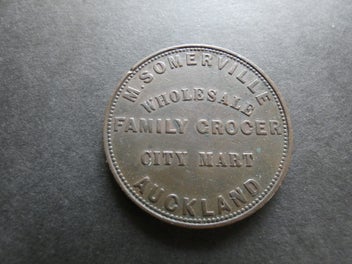 M. SOMERVILLE
WHOLESALE
FAMILY GROCER
CITY MART
AUCKLAND